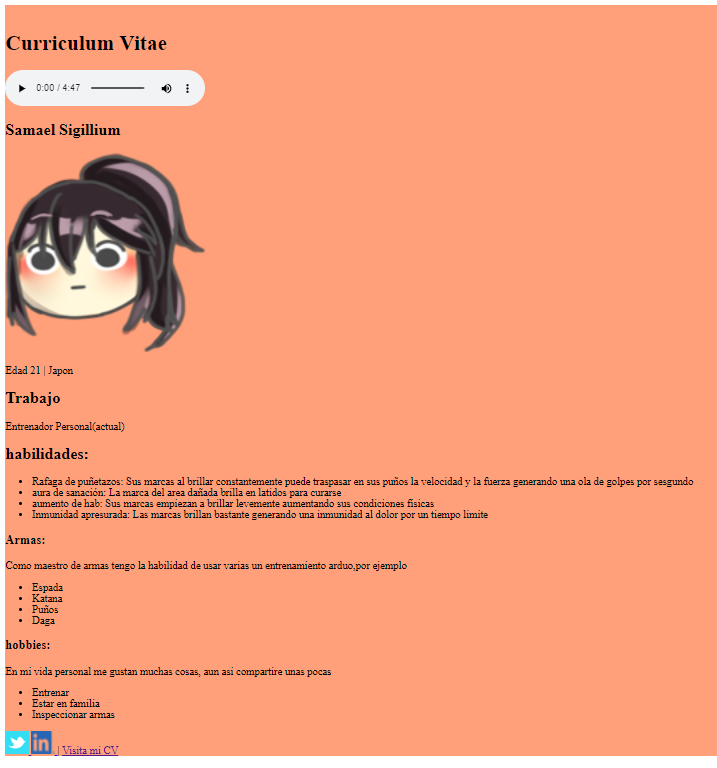 Curriculum Vitae
0:00 / 4:47
Samael Sigillium
Edad 21 | Japon
Trabajo
Entrenador Personal(actual)
habilidades:
• Rafaga de puñetazos: Sus marcas al brillar constantemente puede traspasar en sus puños la velocidad y la fuerza generando una ola de golpes por sesgundo
• aura de sanación: La marca del area dañada brilla en latidos para curarse
• aumento de hab: Sus marcas empiezan a brillar levemente aumentando sus condiciones físicas
• Inmunidad apresurada: Las marcas brillan bastante generando una inmunidad al dolor por un tiempo limite
Armas:
Como maestro de armas tengo la habilidad de usar varias un entrenamiento arduo,por ejemplo
• Espada
• Katana
• Puños
• Daga
hobbies:
En mi vida personal me gustan muchas cosas, aun asi compartire unas pocas
• Entrenar
• Estar en familia
• Inspeccionar armas
in | Visita mi CV